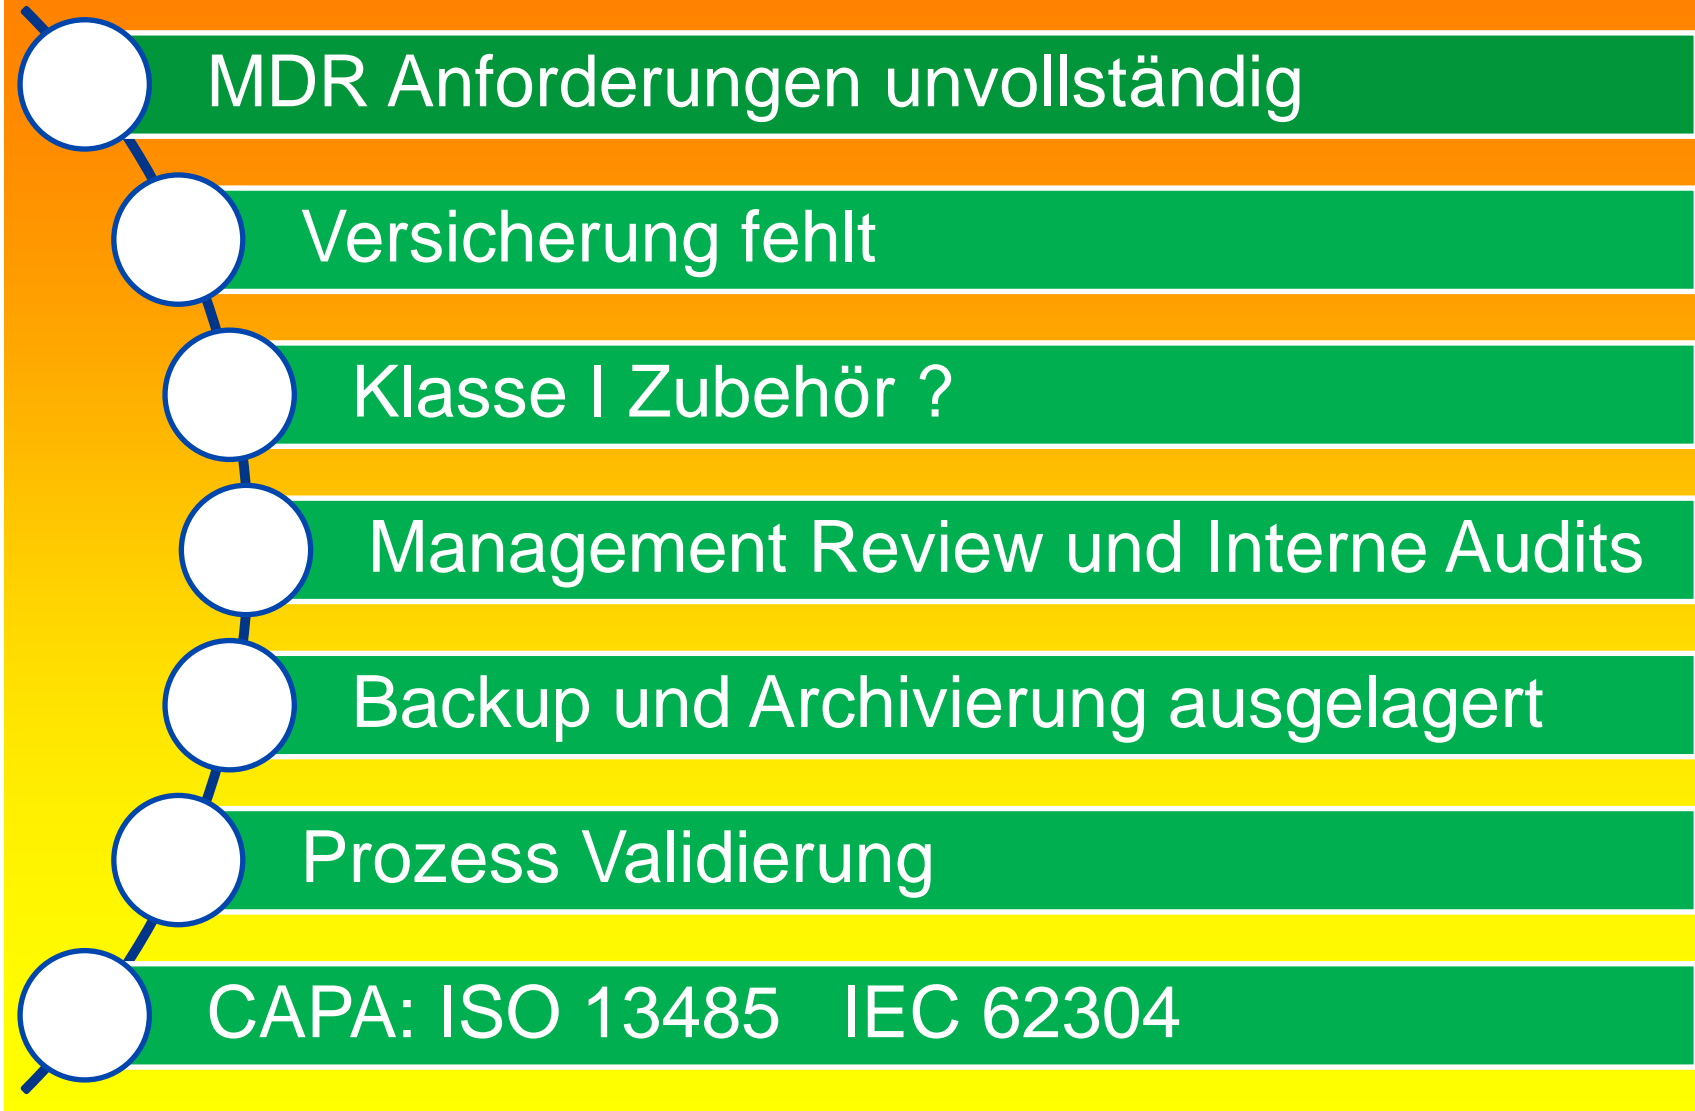 MDR Anforderungen unvollständig
Versicherung fehlt
Klasse I Zubehör ?
Management Review und Interne Audits
Backup und Archivierung ausgelagert
Prozess Validierung
CAPA: ISO 13485 IEC 62304